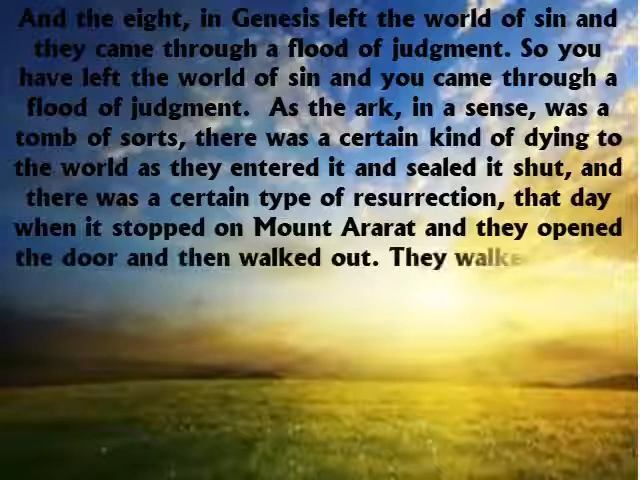 And the eight, in Genesis left the world of sin and
they came through a flood of judgment. So you
have left the world of sin and you came through a
flood of judgment.  As the ark, in a sense, was a
tomb of sorts, there was a certain kind of dying to
the world as they entered it and sealed it shut, and
there was a certain type of resurrection, that day
when it stopped on Mount Ararat and they opened
the door and then walked out. They walke